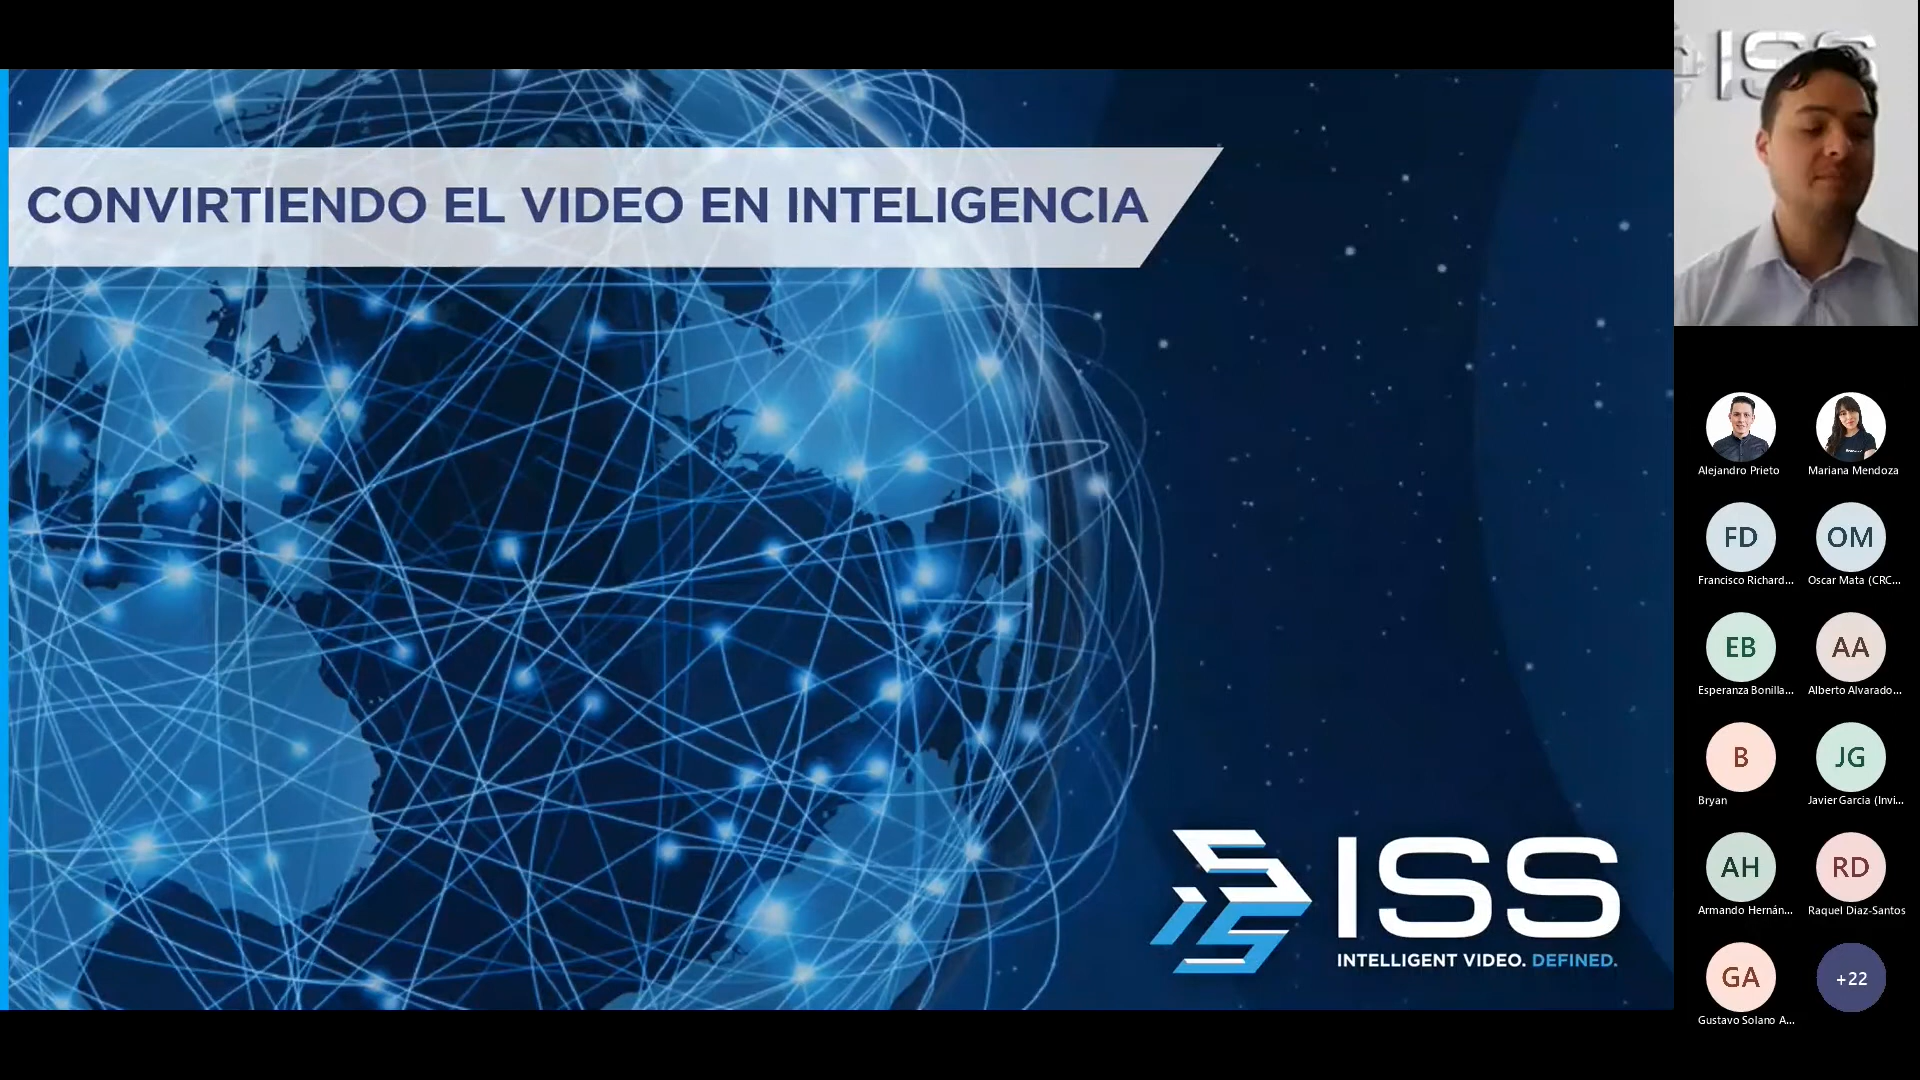 CONVIRTIENDO EL VIDEO EN INTELIGENCIA
ISS
INTELLIGENT VIDEO. DEFINED.
ISS
Alejandro Prieto
Mariana Mendoza
FD
OM
Francisco Richard...
Oscar Mata (CRC...
EB
AA
Esperanza Bonilla...
Alberto Alvarado...
B
JG
Bryan
Javier Garcia (Invi...
AH
RD
Armando Hernán...
Raquel Diaz-Santos
GA
+22
Gustavo Solano A...